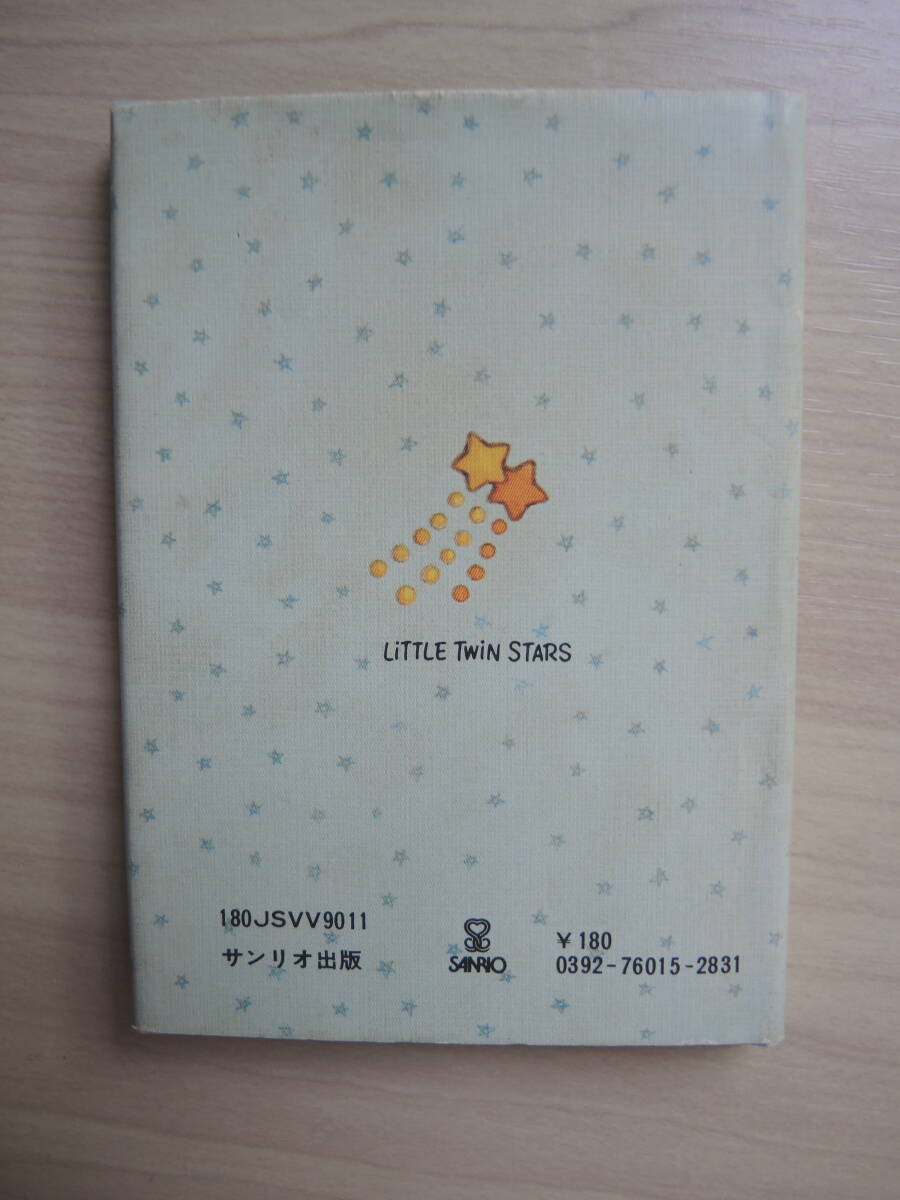 LiTTLE TWiN STARS
180JSVV9011
サンリオ出版
SANRIO
¥180
0392-76015-2831